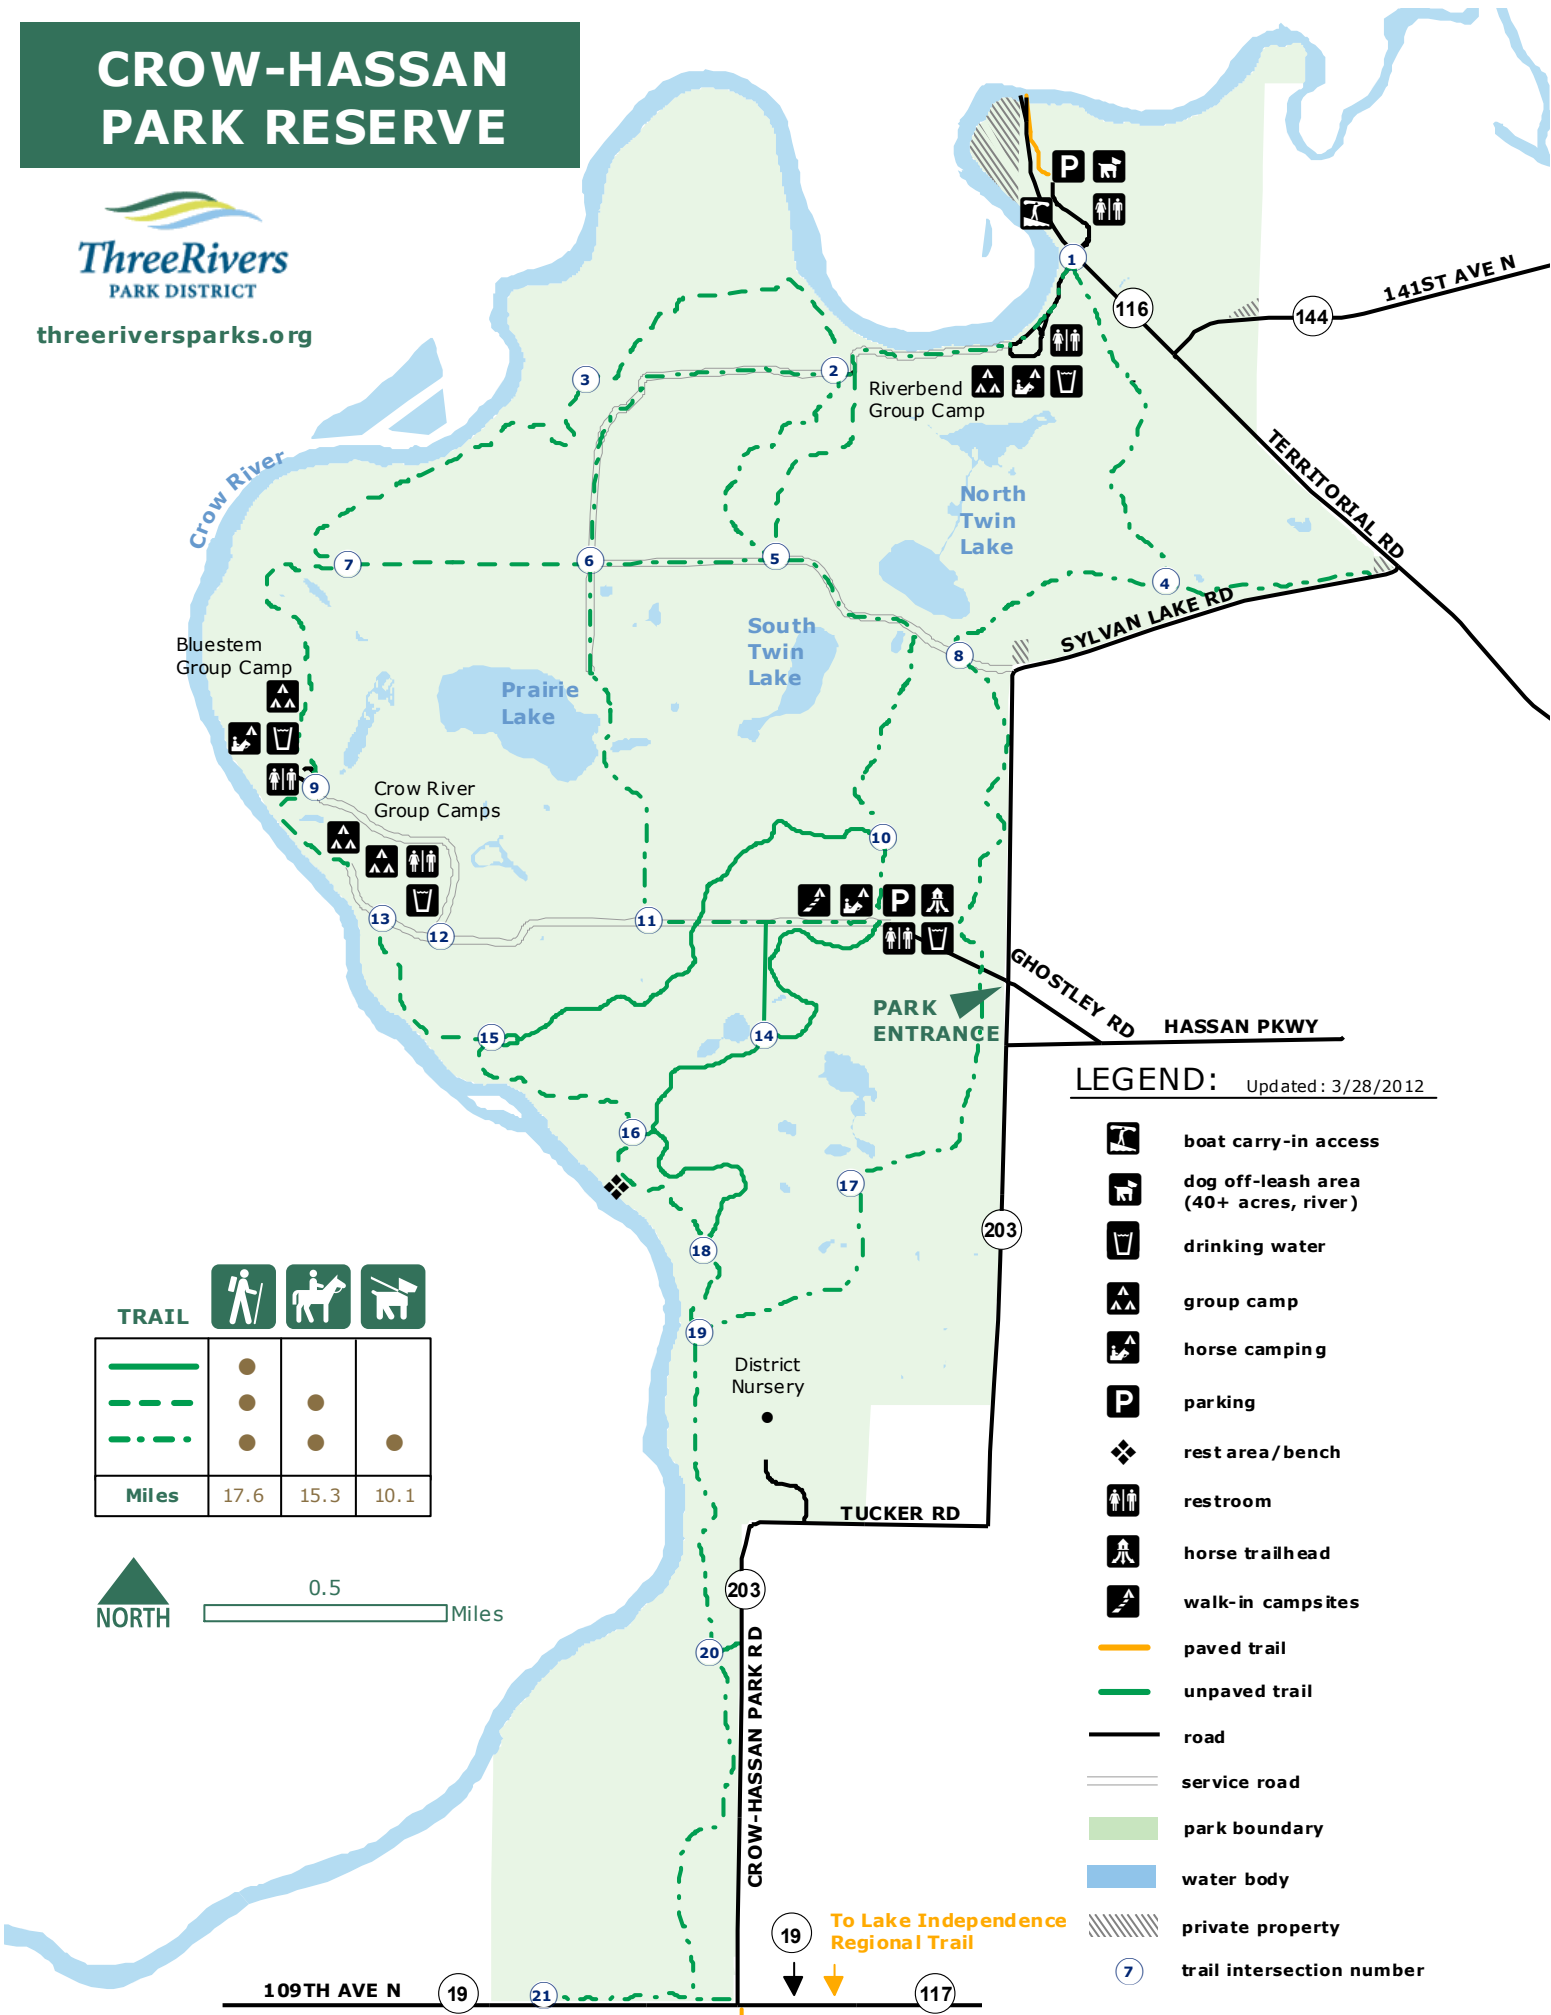 CROW-HASSAN
PARK RESERVE
ThreeRivers
PARK DISTRICT
threeriversparks.org
P
1
116
144
141ST AVE N
3
2
Riverbend
Group Camp
Crow River
North
Twin
Lake
TERRITORIAL RD
7
6
5
4
SYLVAN LAKE RD
8
Bluestem
Group Camp
South
Twin
Lake
Prairie
Lake
9
Crow River
Group Camps
10
P
13
12
11
GHOSTLEY RD
PARK
ENTRANCE
HASSAN PKWY
15
14
16
17
203
18
19
District
Nursery
TUCKER RD
203
20
CROW-HASSAN PARK RD
TRAIL
Miles 17.6 15.3 10.1
NORTH
0.5
Miles
LEGEND: Updated: 3/28/2012
boat carry-in access
dog off-leash area
(40+ acres, river)
drinking water
group camp
horse camping
P parking
rest area/bench
restroom
horse trailhead
walk-in campsites
paved trail
unpaved trail
road
service road
park boundary
water body
private property
7 trail intersection number
19
To Lake Independence
Regional Trail
109TH AVE N
19
21
117